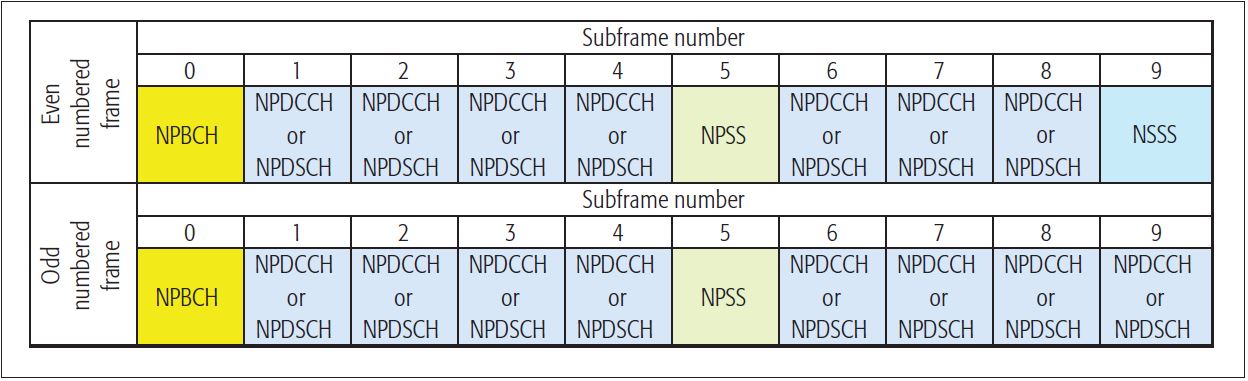 Even
numbered
frame
Subframe number
0 1 2 3 4 5 6 7 8 9
NPDCCH NPDCCH NPDCCH NPDCCH NPDCCH NPDCCH NPDCCH
NPBCH or or or or NPSS or or or NSSS
NPDSCH NPDSCH NPDSCH NPDSCH NPDSCH NPDSCH NPDSCH
Odd
numbered
frame
Subframe number
0 1 2 3 4 5 6 7 8 9
NPDCCH NPDCCH NPDCCH NPDCCH NPDCCH NPDCCH NPDCCH NPDCCH
NPBCH or or or or NPSS or or or or
NPDSCH NPDSCH NPDSCH NPDSCH NPDSCH NPDSCH NPDSCH NPDSCH